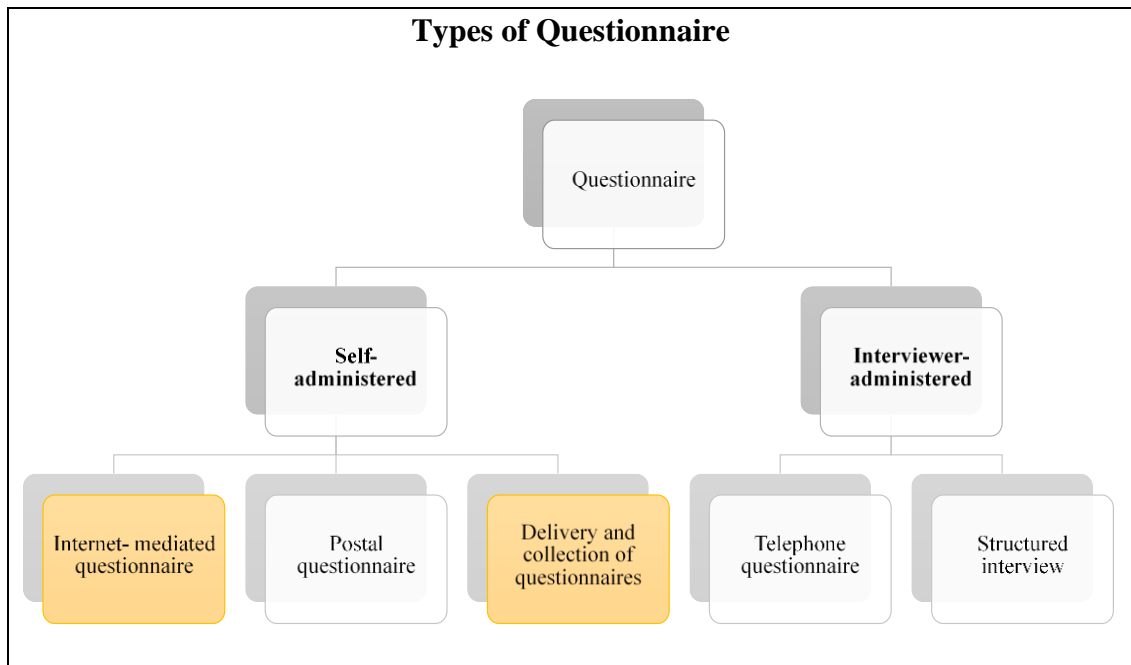 Types of Questionnaire
Questionnaire
Self-
administered
Interviewer-
administered
Internet- mediated
questionnaire
Postal
questionnaire
Delivery and
collection of
questionnaires
Telephone
questionnaire
Structured
interview